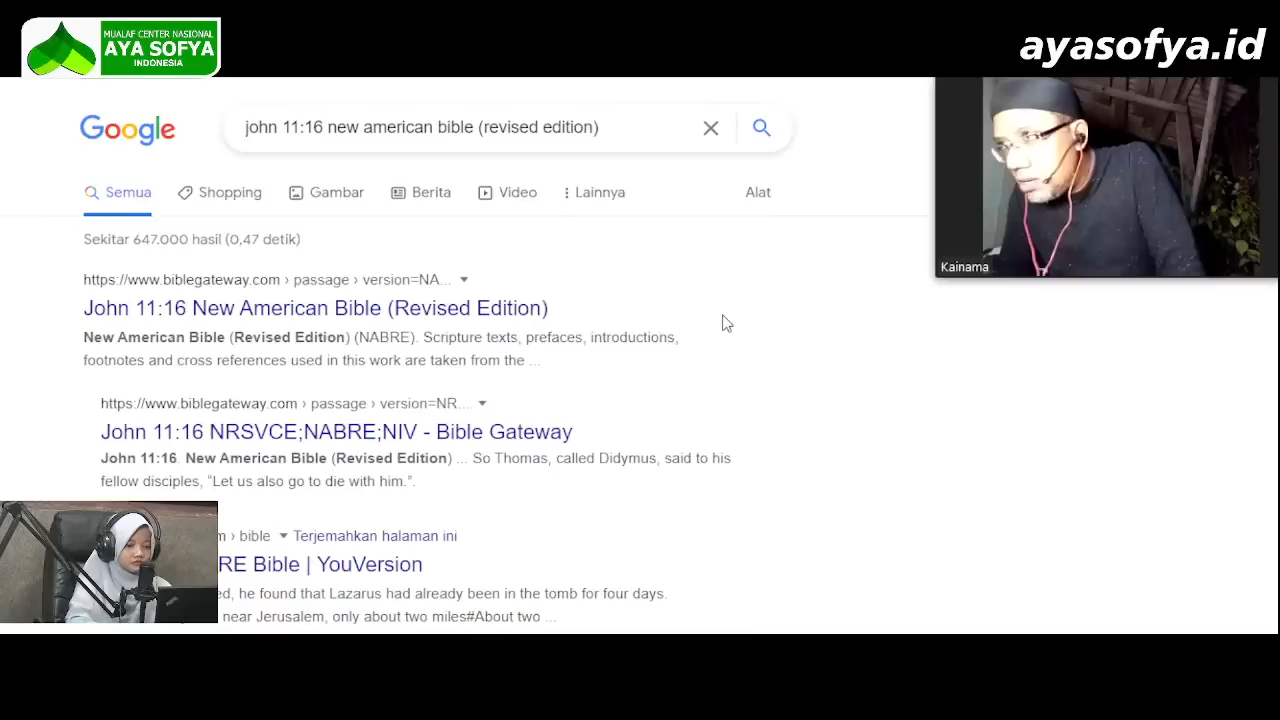 MUALAF CENTER NASIONAL
AYA SOFYA
INDONESIA
ayasofya.id
Google
john 11:16 new american bible (revised edition)
Semua
Shopping
Gambar
Berita
Video
Lainnya
Alat
Sekitar 647.000 hasil (0,47 detik)
https://www.biblegateway.com › passage › version=NA...
John 11:16 New American Bible (Revised Edition)
New American Bible (Revised Edition) (NABRE). Scripture texts, prefaces, introductions,
footnotes and cross references used in this work are taken from the ...
https://www.biblegateway.com › passage › version=NR...
John 11:16 NRSVCE;NABRE;NIV - Bible Gateway
John 11:16. New American Bible (Revised Edition) ... So Thomas, called Didymus, said to his
fellow disciples, “Let us also go to die with him.”.
m › bible Terjemahkan halaman ini
RE Bible | YouVersion
ed, he found that Lazarus had already been in the tomb for four days.
near Jerusalem, only about two miles#About two ...
Kainama